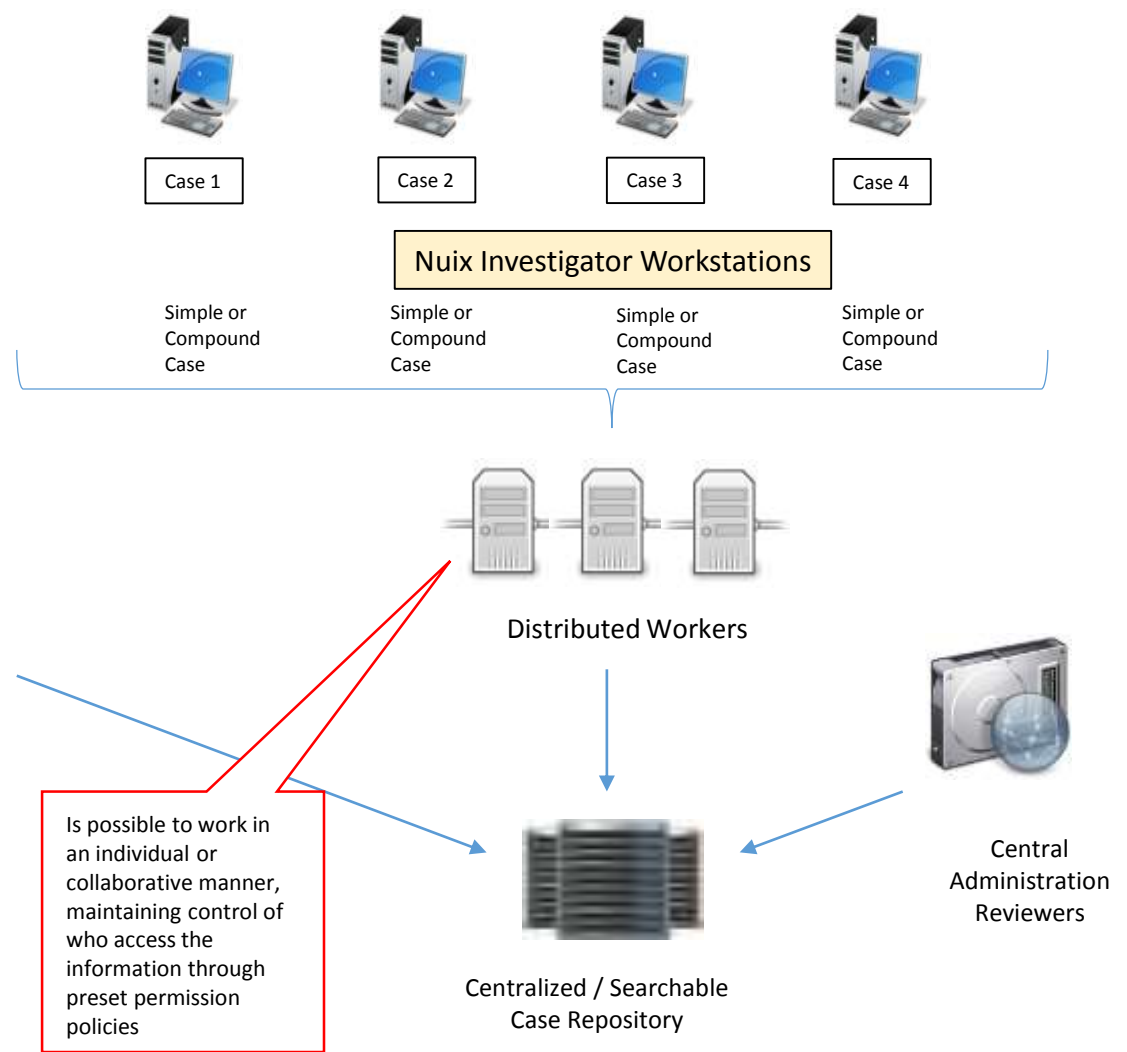 Case 1
Case 2
Case 3
Case 4
Nuix Investigator Workstations
Simple or
Compound
Case
Simple or
Compound
Case
Simple or
Compound
Case
Simple or
Compound
Case
Distributed Workers
Is possible to work in
an individual or
collaborative manner,
maintaining control of
who access the
information through
preset permission
policies
Central
Administration
Reviewers
Centralized / Searchable
Case Repository